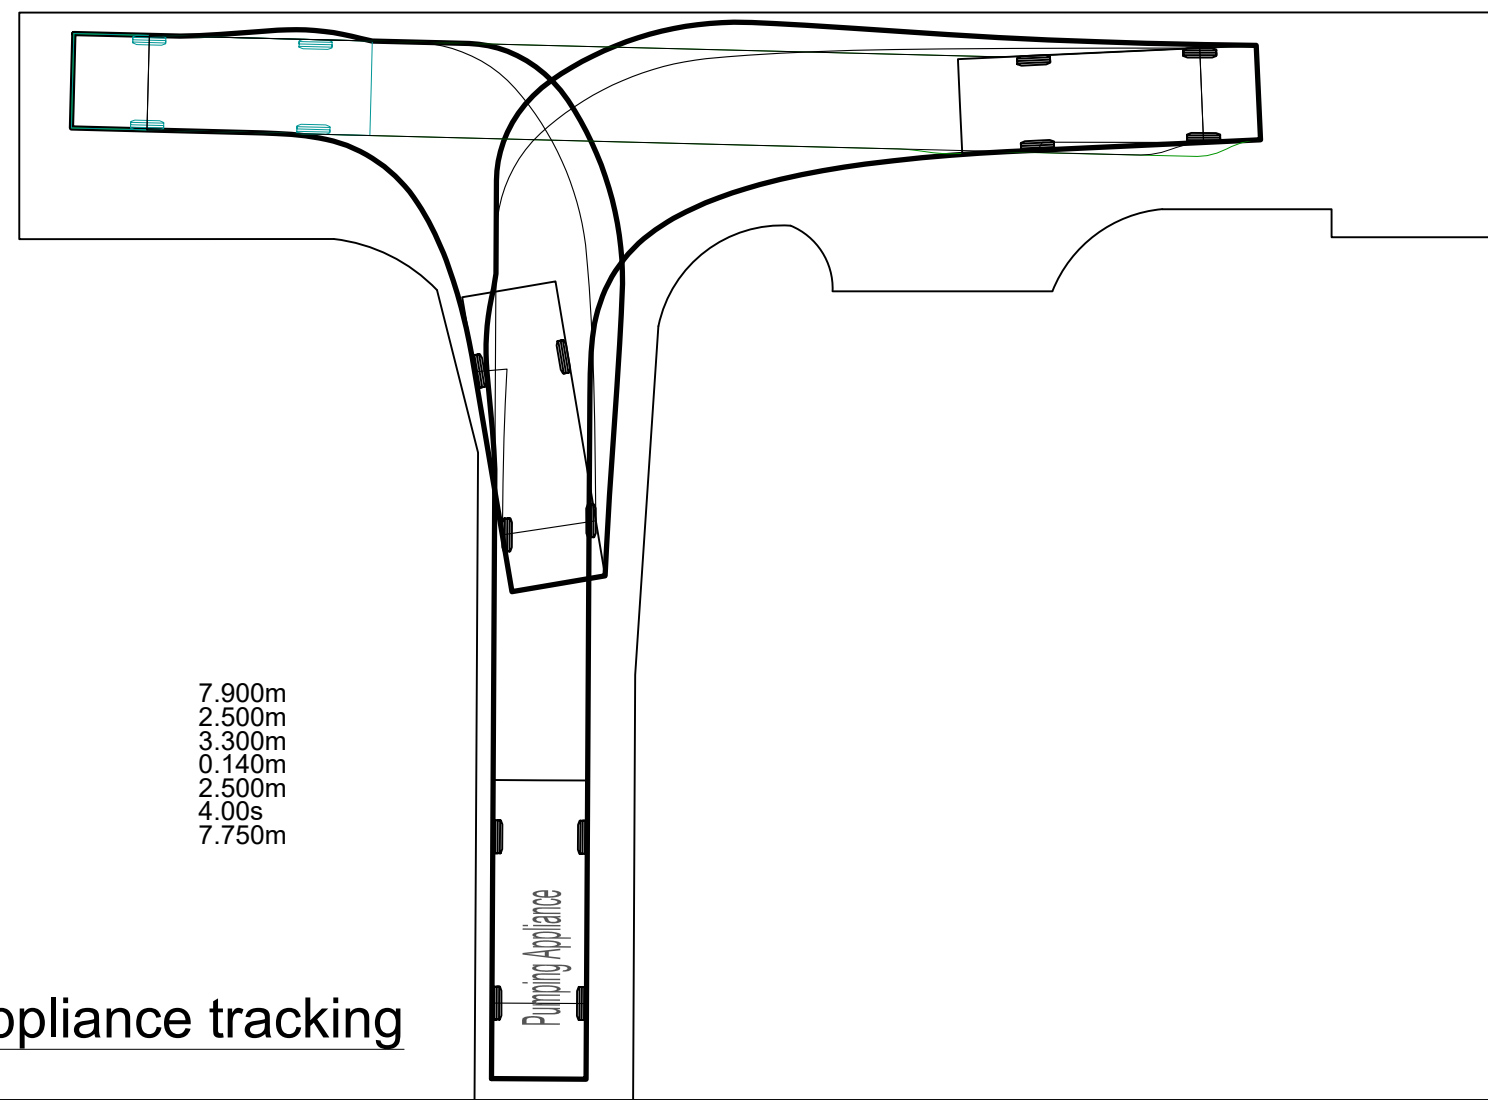 7.900m
2.500m
3.300m
0.140m
2.500m
4.00s
7.750m
Pumping Appliance
ppliance tracking